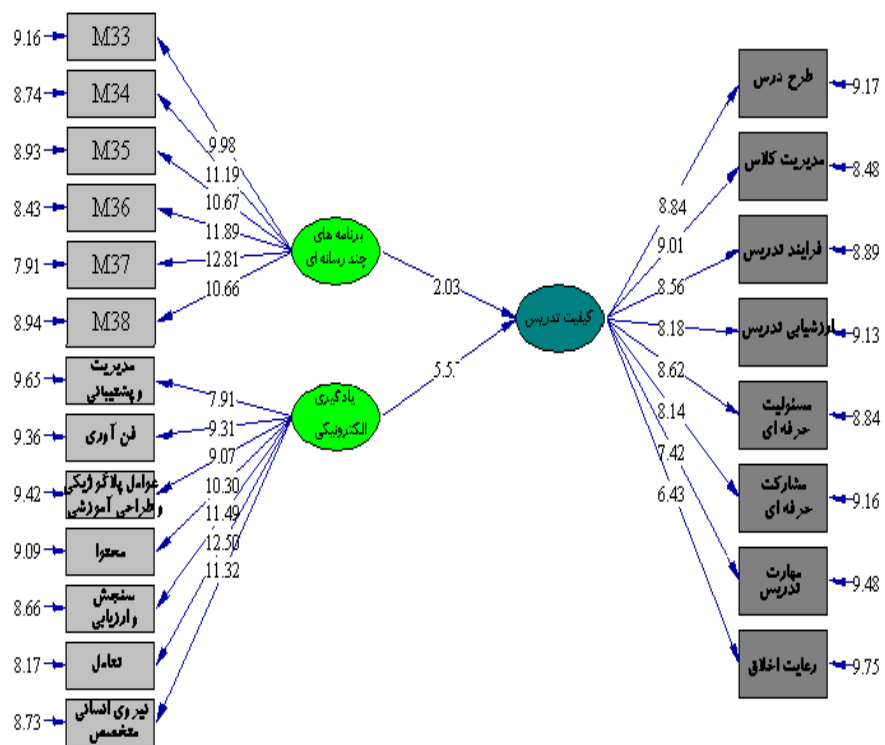 9.16
M33
8.74
M34
8.93
M35
8.43
M36
7.91
M37
8.94
M38
9.65
مدیریت
و پشتیبانی
9.36
فن آوری
9.42
عوامل پلاگوژیکی
و طراحی آموزشی
9.09
محتوا
8.66
سنجش
و ارزیابی
8.17
تعامل
8.73
نیروی انسانی
متخصص
9.98
11.19
10.67
11.89
12.81
10.66
7.91
9.31
9.07
10.30
11.49
12.50
11.32
برنامه های
چند رسانه ای
یادگیری
الکترونیکی
2.03
5.5
کیفیت تدریس
8.84
9.01
8.56
8.18
8.62
8.14
7.42
6.43
طرح درس
9.17
مدیریت کلاس
8.48
فرایند تدریس
8.89
ارزشیابی تدریس
9.13
مسئولیت
حرفه ای
8.84
مشارکت
حرفه ای
9.16
مهارت
تدریس
9.48
رعایت اخلاق
9.75